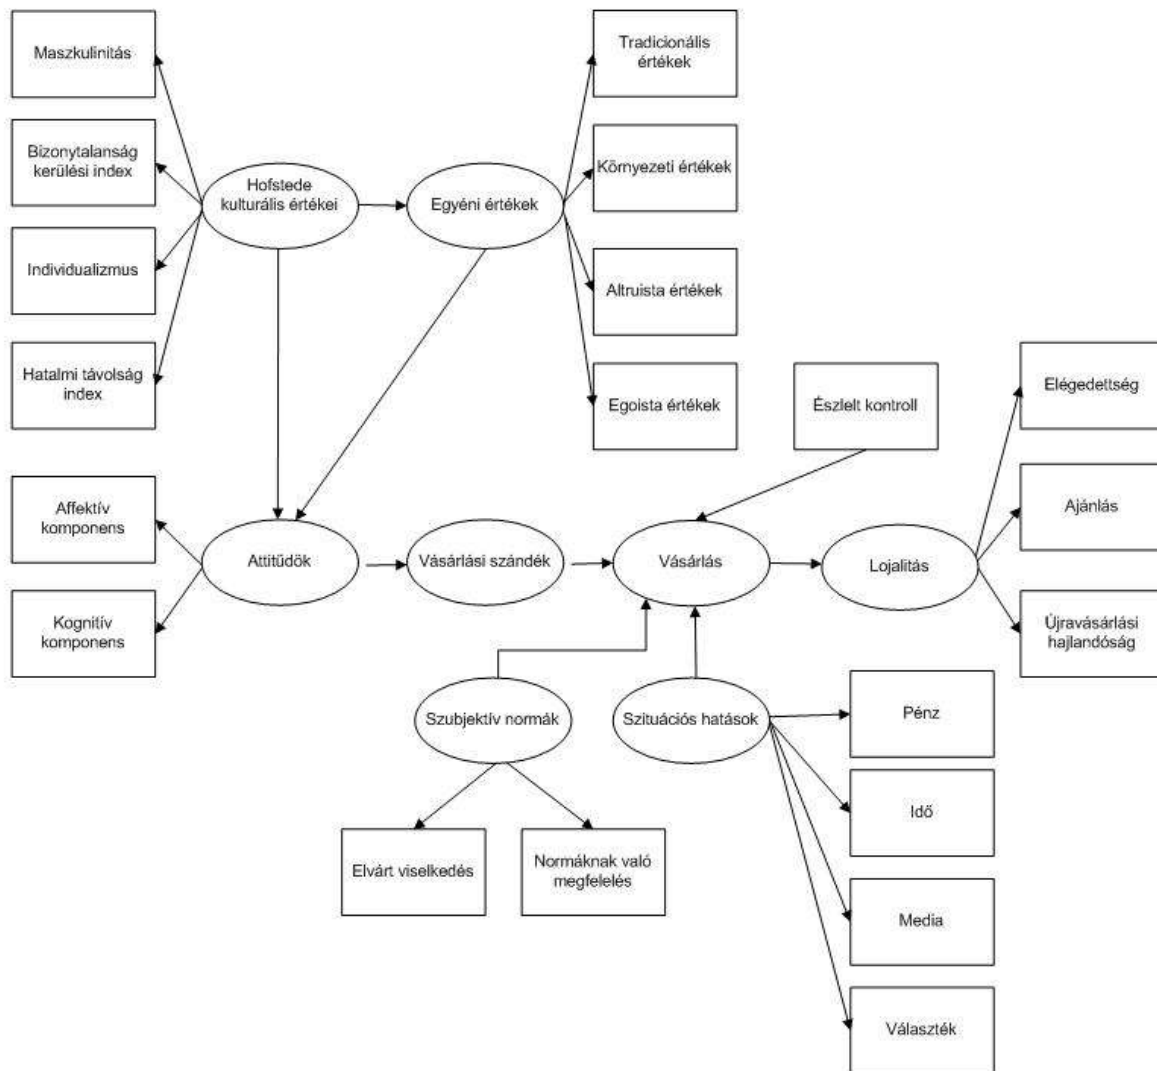 Maszkulinitás
Tradicionális
értékek
Bizonytalanság
kerülési index
Környezeti értékek
Hofstede
kulturális értékei
Egyéni értékek
Individualizmus
Altruista értékek
Hatalmi távolság
index
Egoista értékek
Észlelt kontroll
Elégedettség
Affektív
komponens
Ajánlás
Attitűdök
Vásárlási szándék
Vásárlás
Lojalitás
Kognitív
komponens
Újravásárlási
hajlandóság
Szubjektív normák
Szituációs hatások
Pénz
Idő
Elvárt viselkedés
Normáknak való
megfelelés
Media
Választék